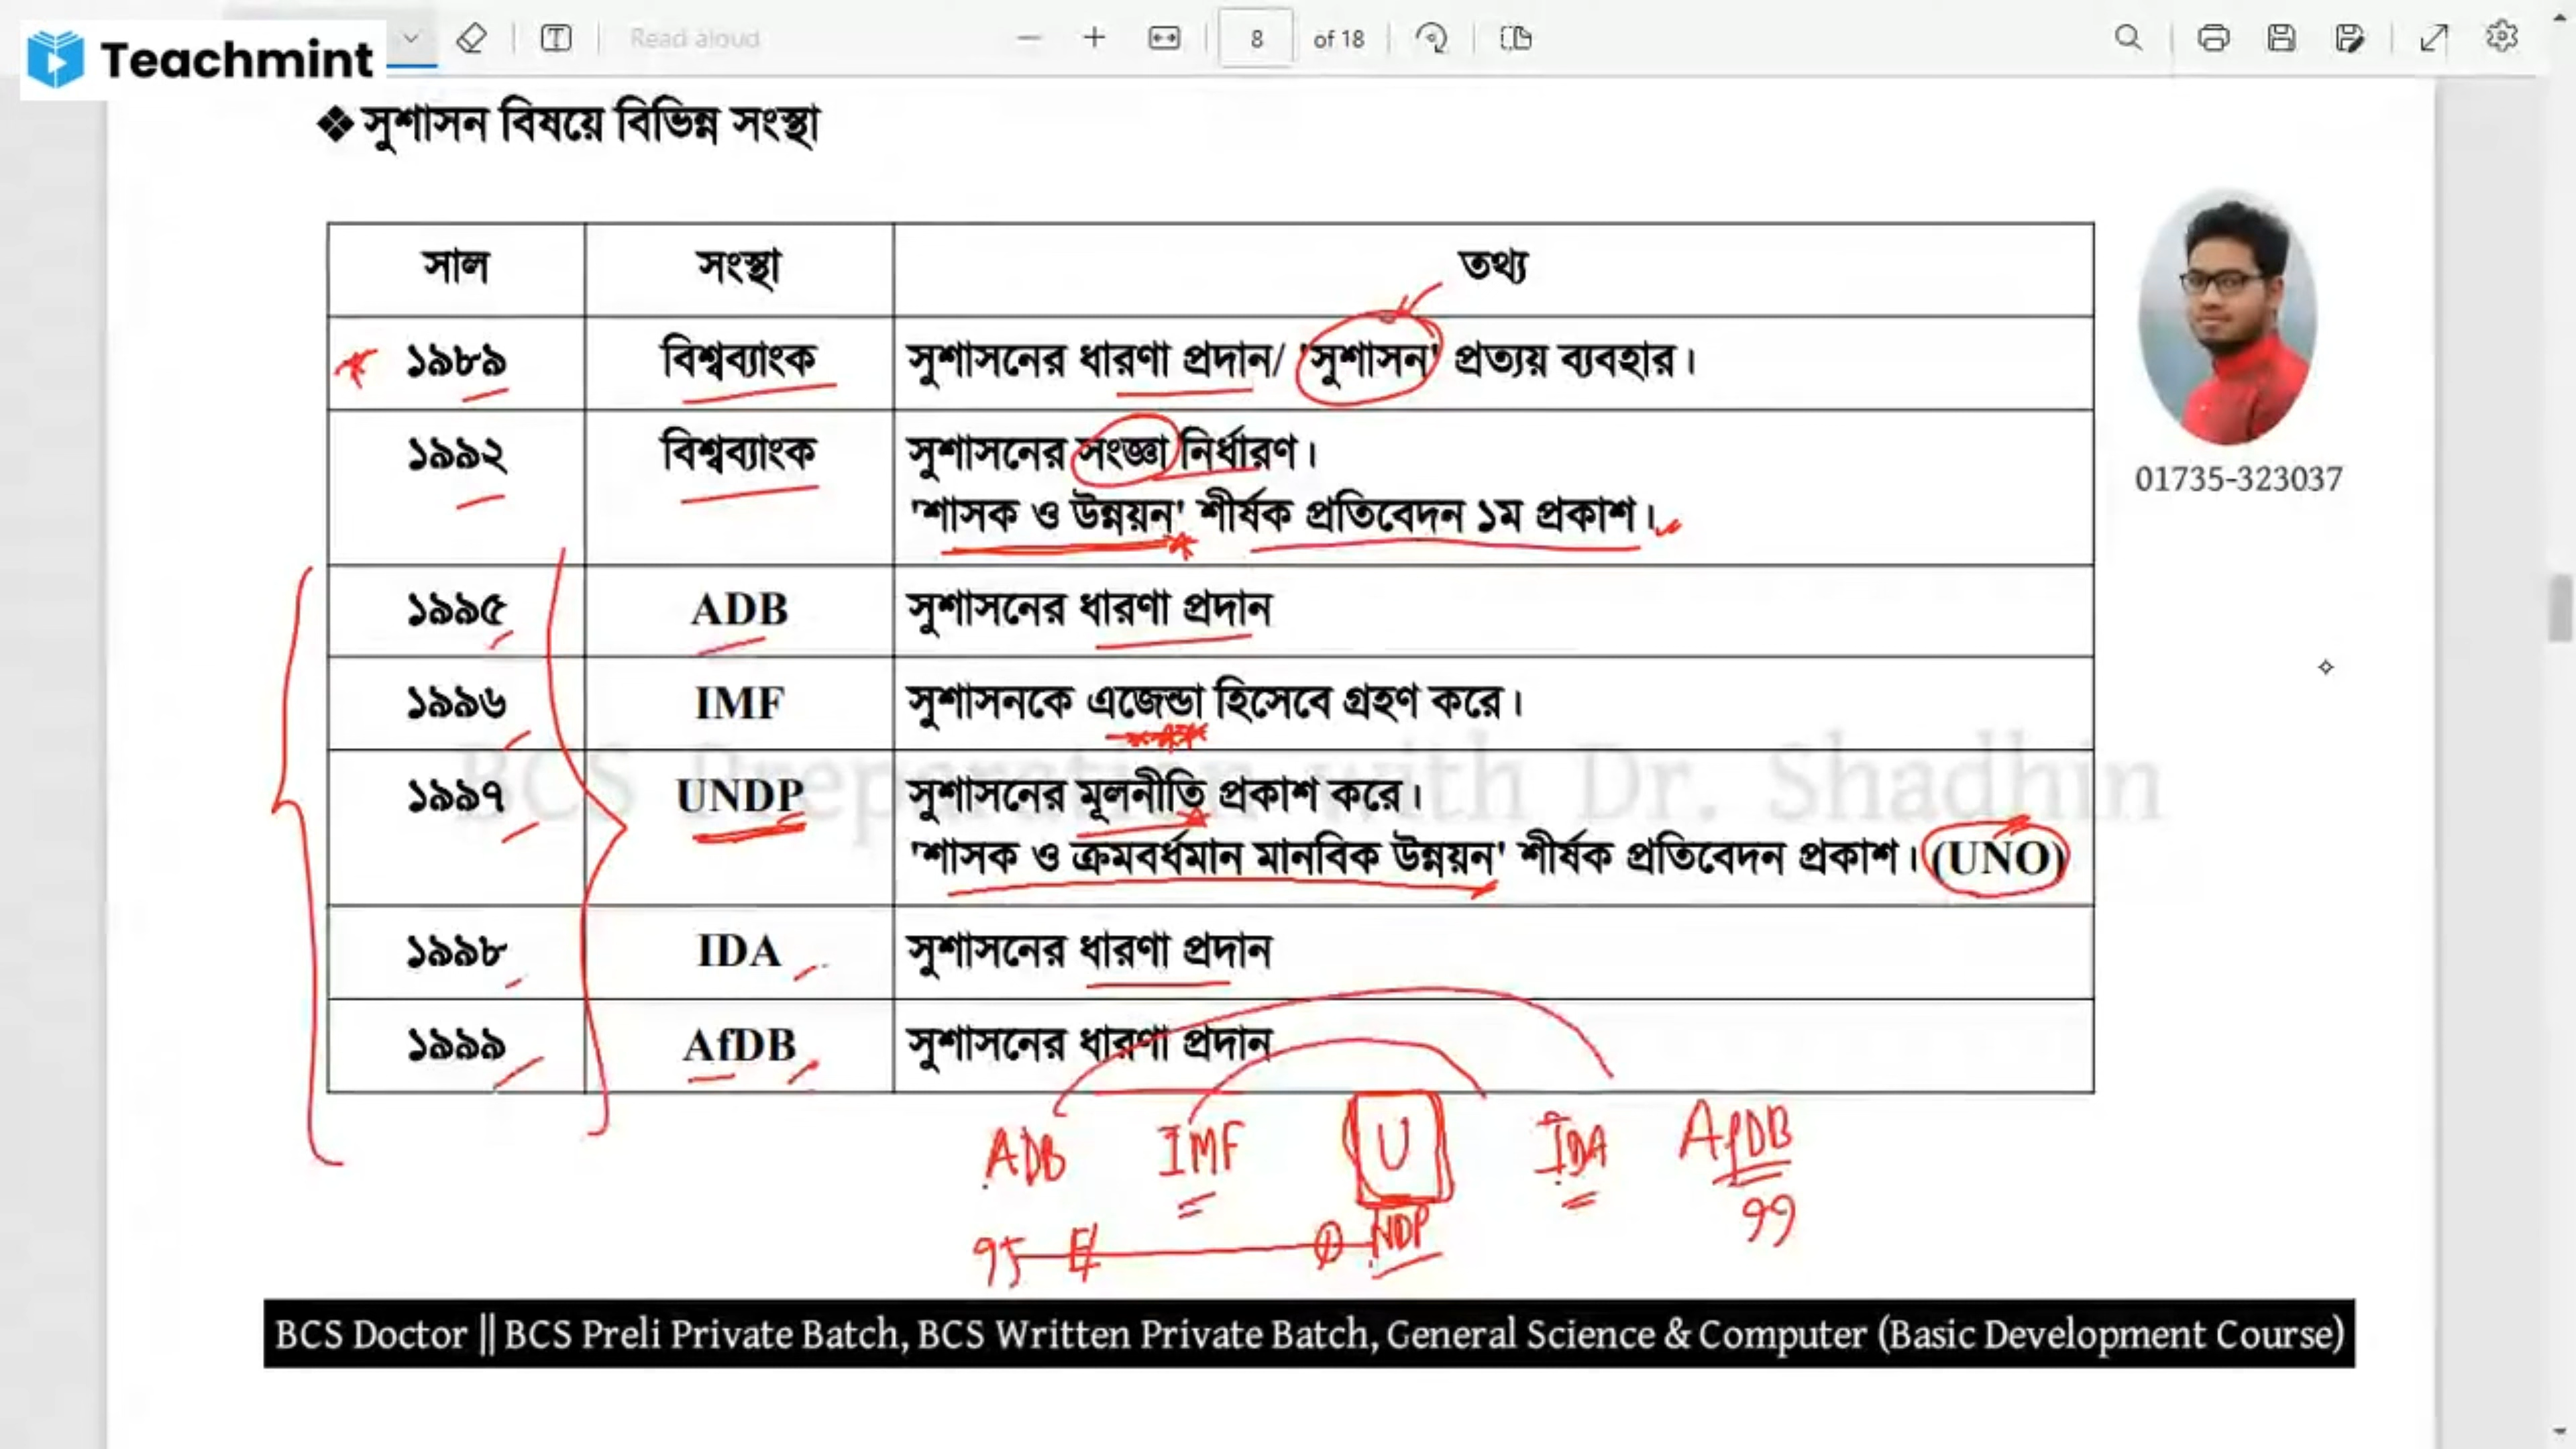 Teachmint
Read aloud
8 of 18
❖ সুশাসন বিষয়ে বিভিন্ন সংস্থা
সাল সংস্থা তথ্য
১৯৮৯ বিশ্বব্যাংক সুশাসনের ধারণা প্রদান/ 'সুশাসন' প্রত্যয় ব্যবহার।
১৯৯২ বিশ্বব্যাংক সুশাসনের সংজ্ঞা নির্ধারণ।
'শাসক ও উন্নয়ন' শীর্ষক প্রতিবেদন ১ম প্রকাশ।
01735-323037
১৯৯৫ ADB সুশাসনের ধারণা প্রদান
১৯৯৬ IMF সুশাসনকে এজেন্ডা হিসেবে গ্রহণ করে।
১৯৯৭ UNDP সুশাসনের মূলনীতি প্রকাশ করে।
'শাসক ও ক্রমবর্ধমান মানবিক উন্নয়ন' শীর্ষক প্রতিবেদন প্রকাশ। (UNO)
BCS Preparation with Dr. Shadhin
১৯৯৮ IDA সুশাসনের ধারণা প্রদান
১৯৯৯ AfDB সুশাসনের ধারণা প্রদান
ADB IMF U IDA AfDB
NDP 99
95
BCS Doctor || BCS Preli Private Batch, BCS Written Private Batch, General Science & Computer (Basic Development Course)